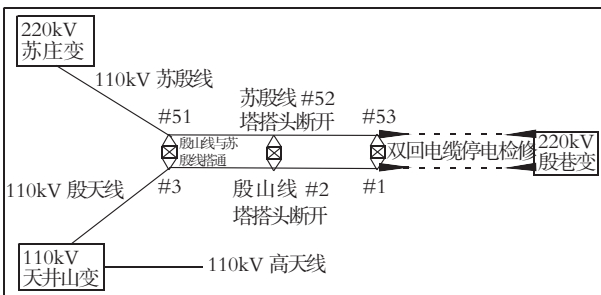 220kV
苏庄变
110kV 苏殷线
#51
苏殷线 #52
塔搭头断开
#53
殷山线与苏
殷线搭通
双回电缆停电检修
220kV
殷巷变
110kV 殷天线
#3
殷山线 #2
塔搭头断开
#1
110kV
天井山变
110kV 高天线